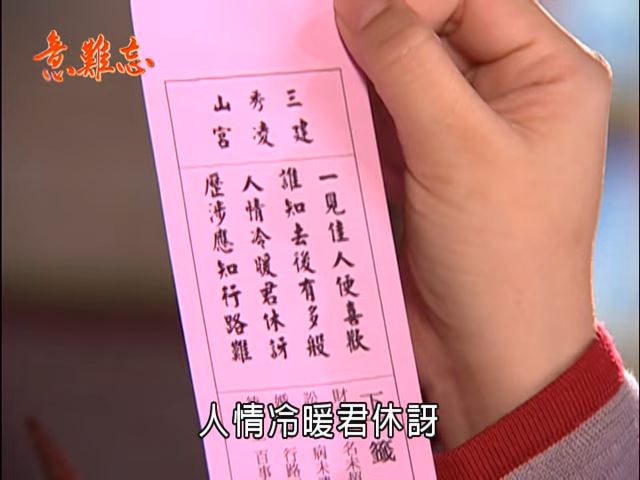 意難忘
三建
秀凌
山宮
一見佳人便喜歡
誰知去後有多般
人情冷暖君休訝
歷涉應知行路難
下籤
人情冷暖君休訝